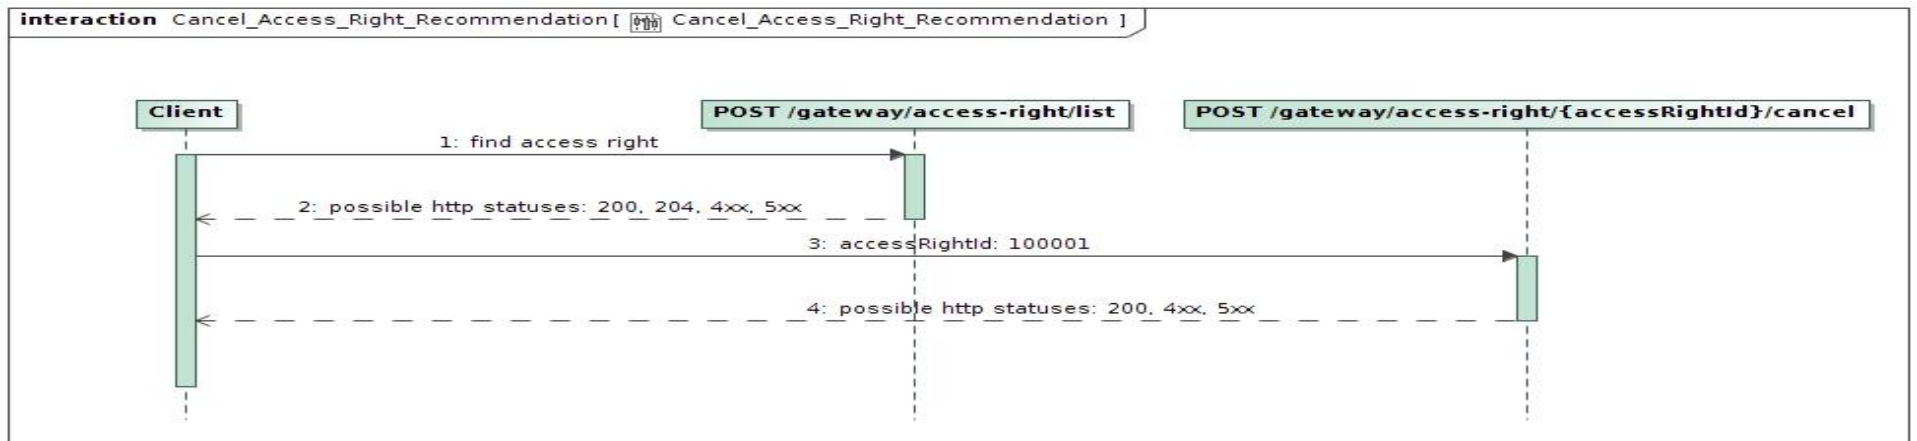 interaction Cancel_Access_Right_Recommendation[ Cancel_Access_Right_Recommendation ]
Client
POST /gateway/access-right/list
POST /gateway/access-right/{accessRightId}/cancel
1: find access right
2: possible http statuses: 200, 204, 4xx, 5xx
3: accessRightId: 100001
4: possible http statuses: 200, 4xx, 5xx